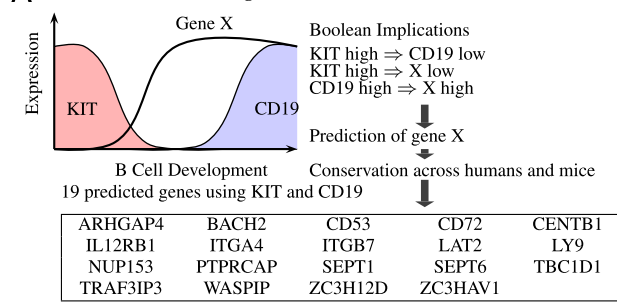 Gene X
Expression
KIT
CD19
B Cell Development
Boolean Implications
KIT high ⇒ CD19 low
KIT high ⇒ X low
CD19 high ⇒ X high
Prediction of gene X
Conservation across humans and mice
19 predicted genes using KIT and CD19
ARHGAP4 BACH2 CD53 CD72 CENTB1
IL12RB1 ITGA4 ITGB7 LAT2 LY9
NUP153 PTPRCAP SEPT1 SEPT6 TBC1D1
TRAF3IP3 WASPIP ZC3H12D ZC3HAV1